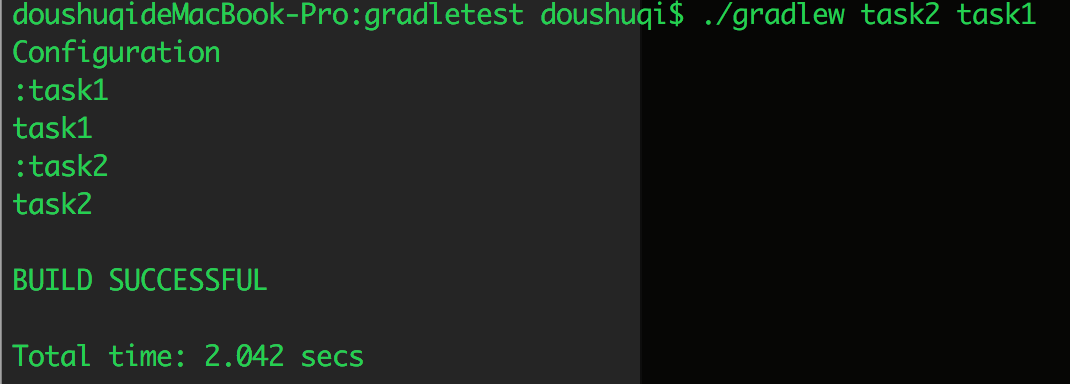 doushuqideMacBook-Pro:gradletest doushuqi$ ./gradlew task2 task1
Configuration
:task1
task1
:task2
task2
BUILD SUCCESSFUL
Total time: 2.042 secs